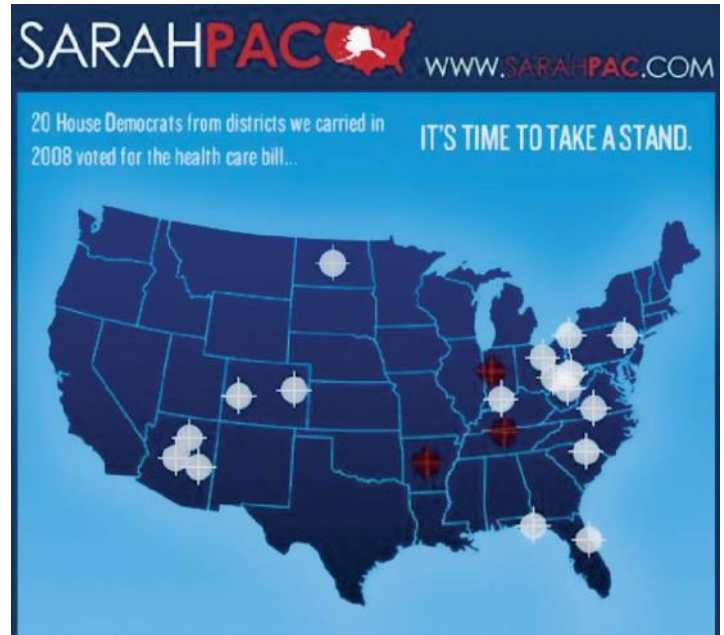 SARAHPAC
WWW.SARAHPAC.COM
20 House Democrats from districts we carried in
2008 voted for the health care bill...
IT'S TIME TO TAKE A STAND.